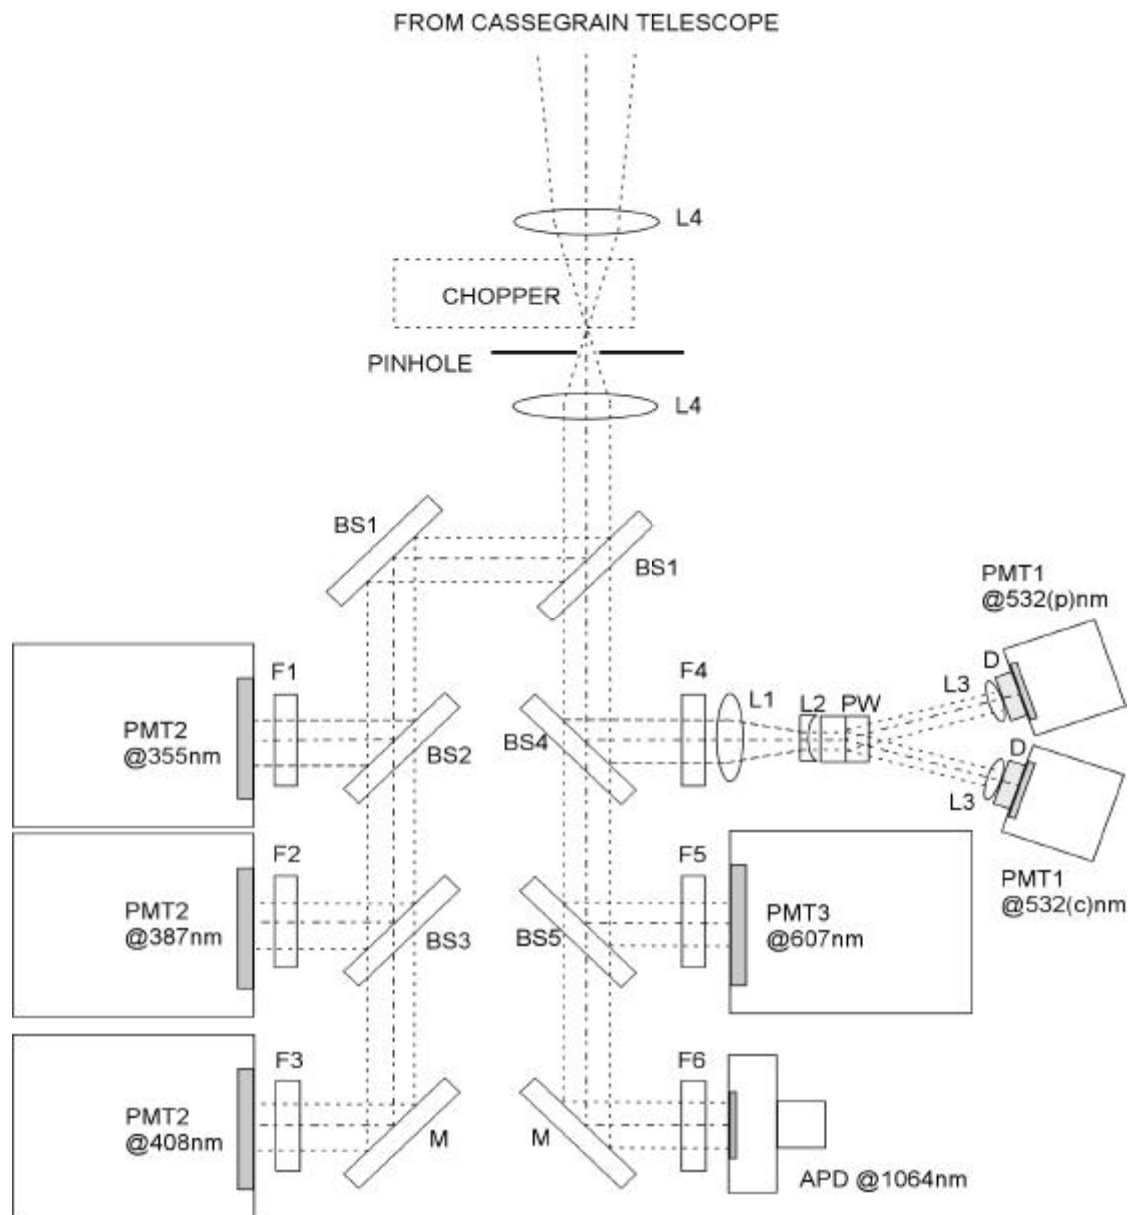 FROM CASSEGRAIN TELESCOPE
L4
CHOPPER
PINHOLE
L4
BS1
BS1
PMT1
@532(p)nm
F1
F4
D
L1
L2
PW
L3
PMT2
@355nm
BS2
BS4
D
L3
F2
F5
PMT1
@532(c)nm
PMT2
@387nm
BS3
BS5
PMT3
@607nm
F3
F6
PMT2
@408nm
M
M
APD @1064nm